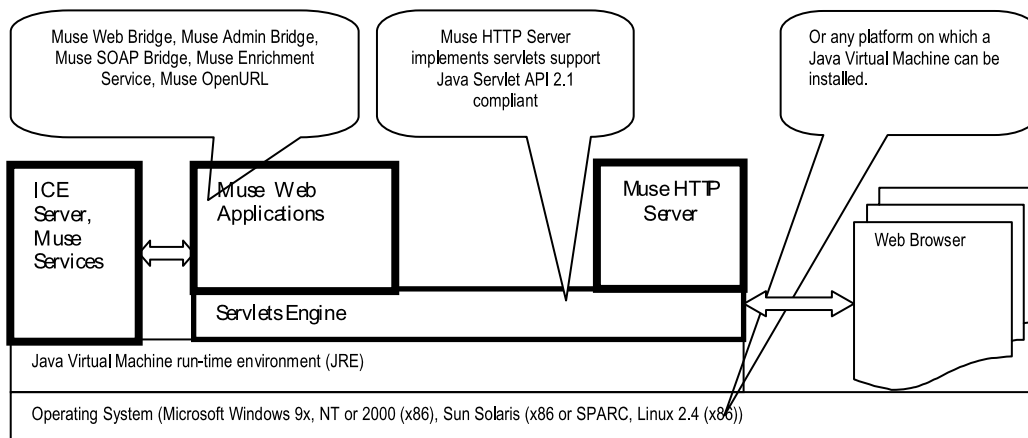 Muse Web Bridge, Muse Admin Bridge,
Muse SOAP Bridge, Muse Enrichment
Service, Muse OpenURL
Muse HTTP Server
implements servlets support
Java Servlet API 2.1
compliant
Or any platform on which a
Java Virtual Machine can be
installed.
ICE
Server,
Muse
Services
Muse Web
Applications
Muse HTTP
Server
Web Browser
Servlets Engine
Java Virtual Machine run-time environment (JRE)
Operating System (Microsoft Windows 9x, NT or 2000 (x86), Sun Solaris (x86 or SPARC, Linux 2.4 (x86))